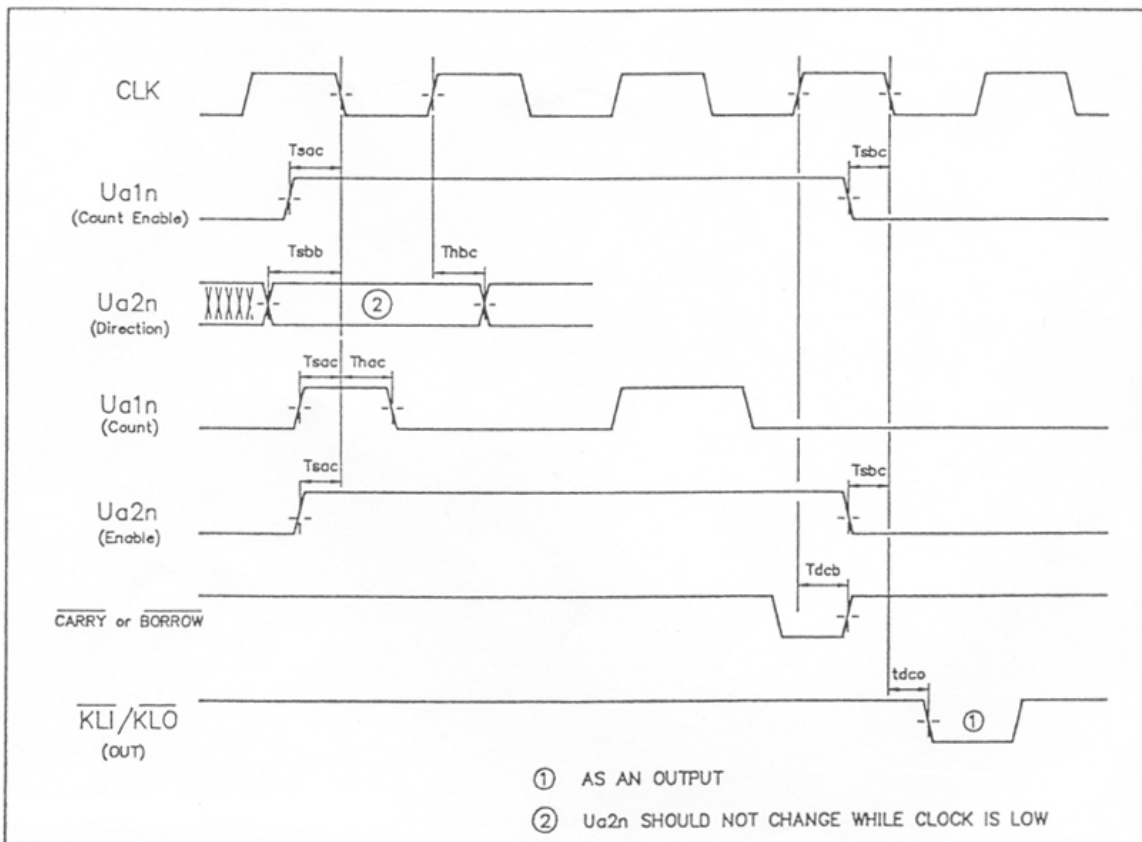 CLK
Tsac
Tsbc
Ua1n
(Count Enable)
Tsbb
Thbc
Ua2n
(Direction)
②
Tsac
Thac
Ua1n
(Count)
Tsac
Tsbc
Ua2n
(Enable)
Tdcb
CARRY or BORROW
tdco
KLI/KLO
(OUT)
①
① AS AN OUTPUT
② Ua2n SHOULD NOT CHANGE WHILE CLOCK IS LOW